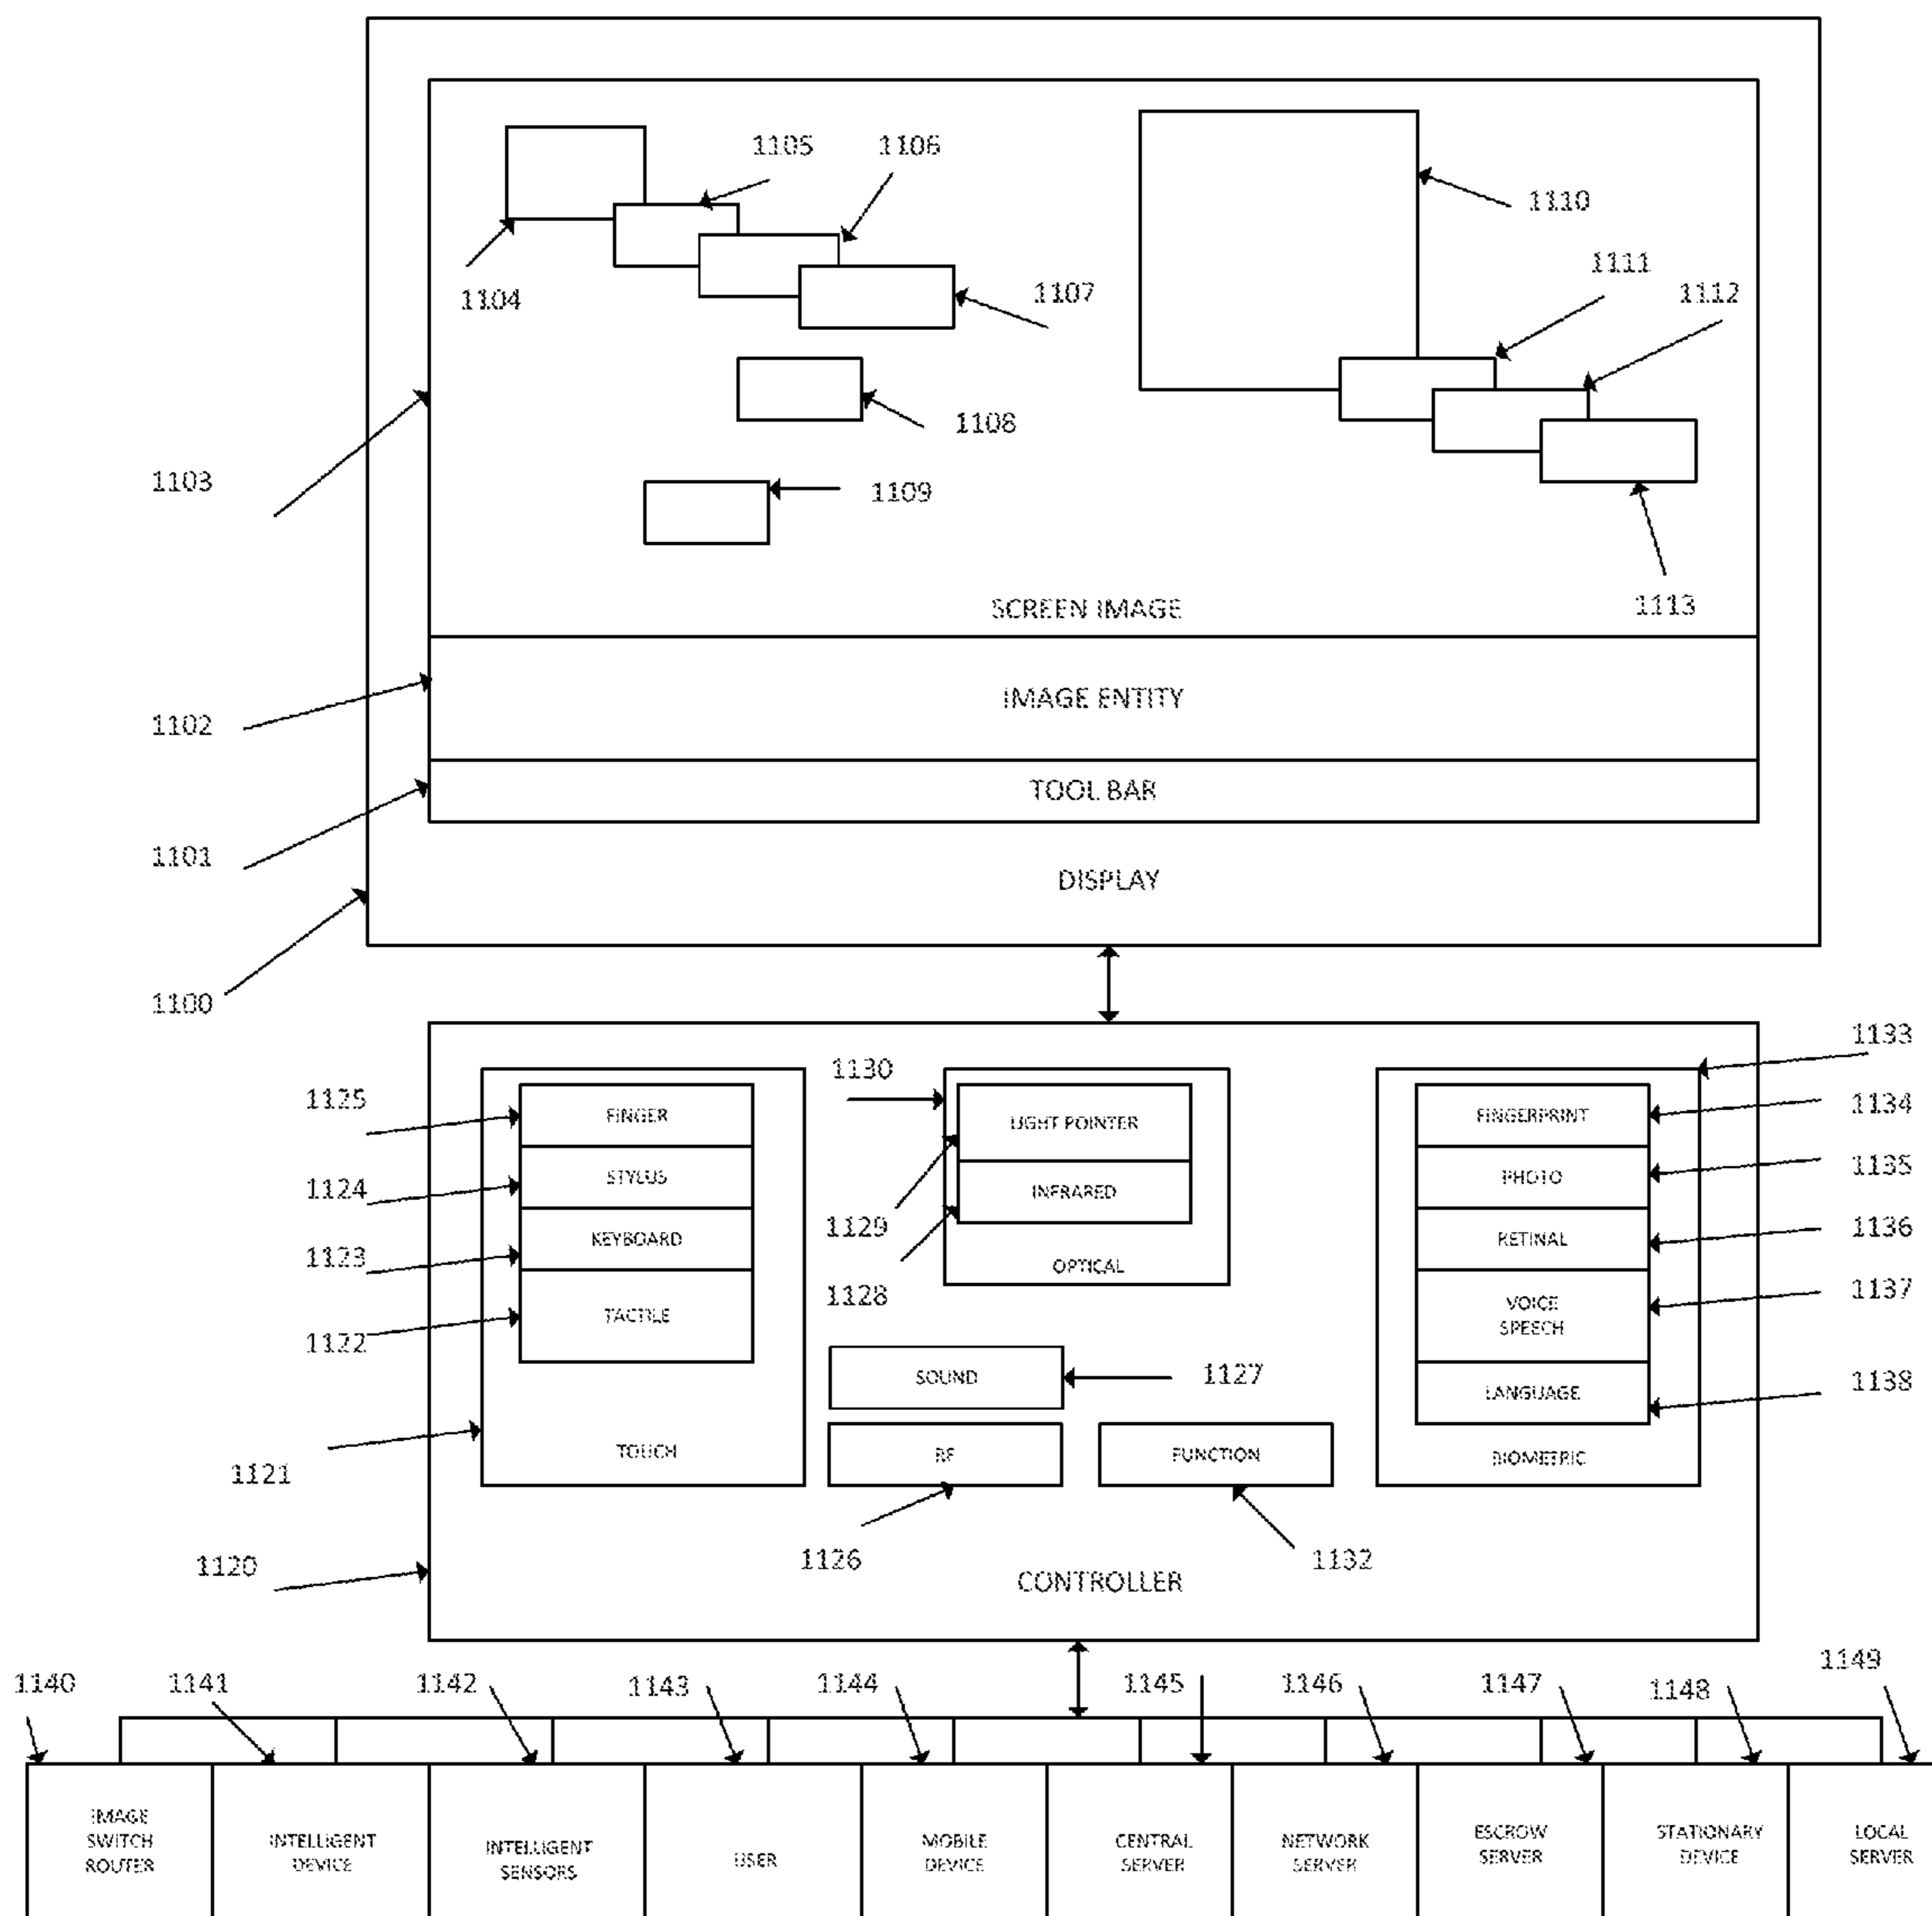 1105
1106
1110
1104
1107
1111
1112
1108
1103
1109
SCREEN IMAGE
1113
1102
IMAGE ENTITY
TOOL BAR
1101
DISPLAY
1100
1133
1130
1125
FINGER
LIGHT POINTER
FINGERPRINT
1134
1124
STYLUS
INFRARED
PHOTO
1135
1129
1123
KEYBOARD
RETINAL
1136
OPTICAL
1128
1122
TACTILE
VOICE
SPEECH
1137
SOUND
1127
LANGUAGE
1138
TOUCH
RF
FUNCTION
BIOMETRIC
1121
1120
1126
1132
CONTROLLER
1140
1141
1142
1143
1144
1145
1146
1147
1148
1149
IMAGE
SWITCH
ROUTER
INTELLIGENT
DEVICE
INTELLIGENT
SENSORS
USER
MOBILE
DEVICE
CENTRAL
SERVER
NETWORK
SERVER
ESCROW
SERVER
STATIONARY
DEVICE
LOCAL
SERVER